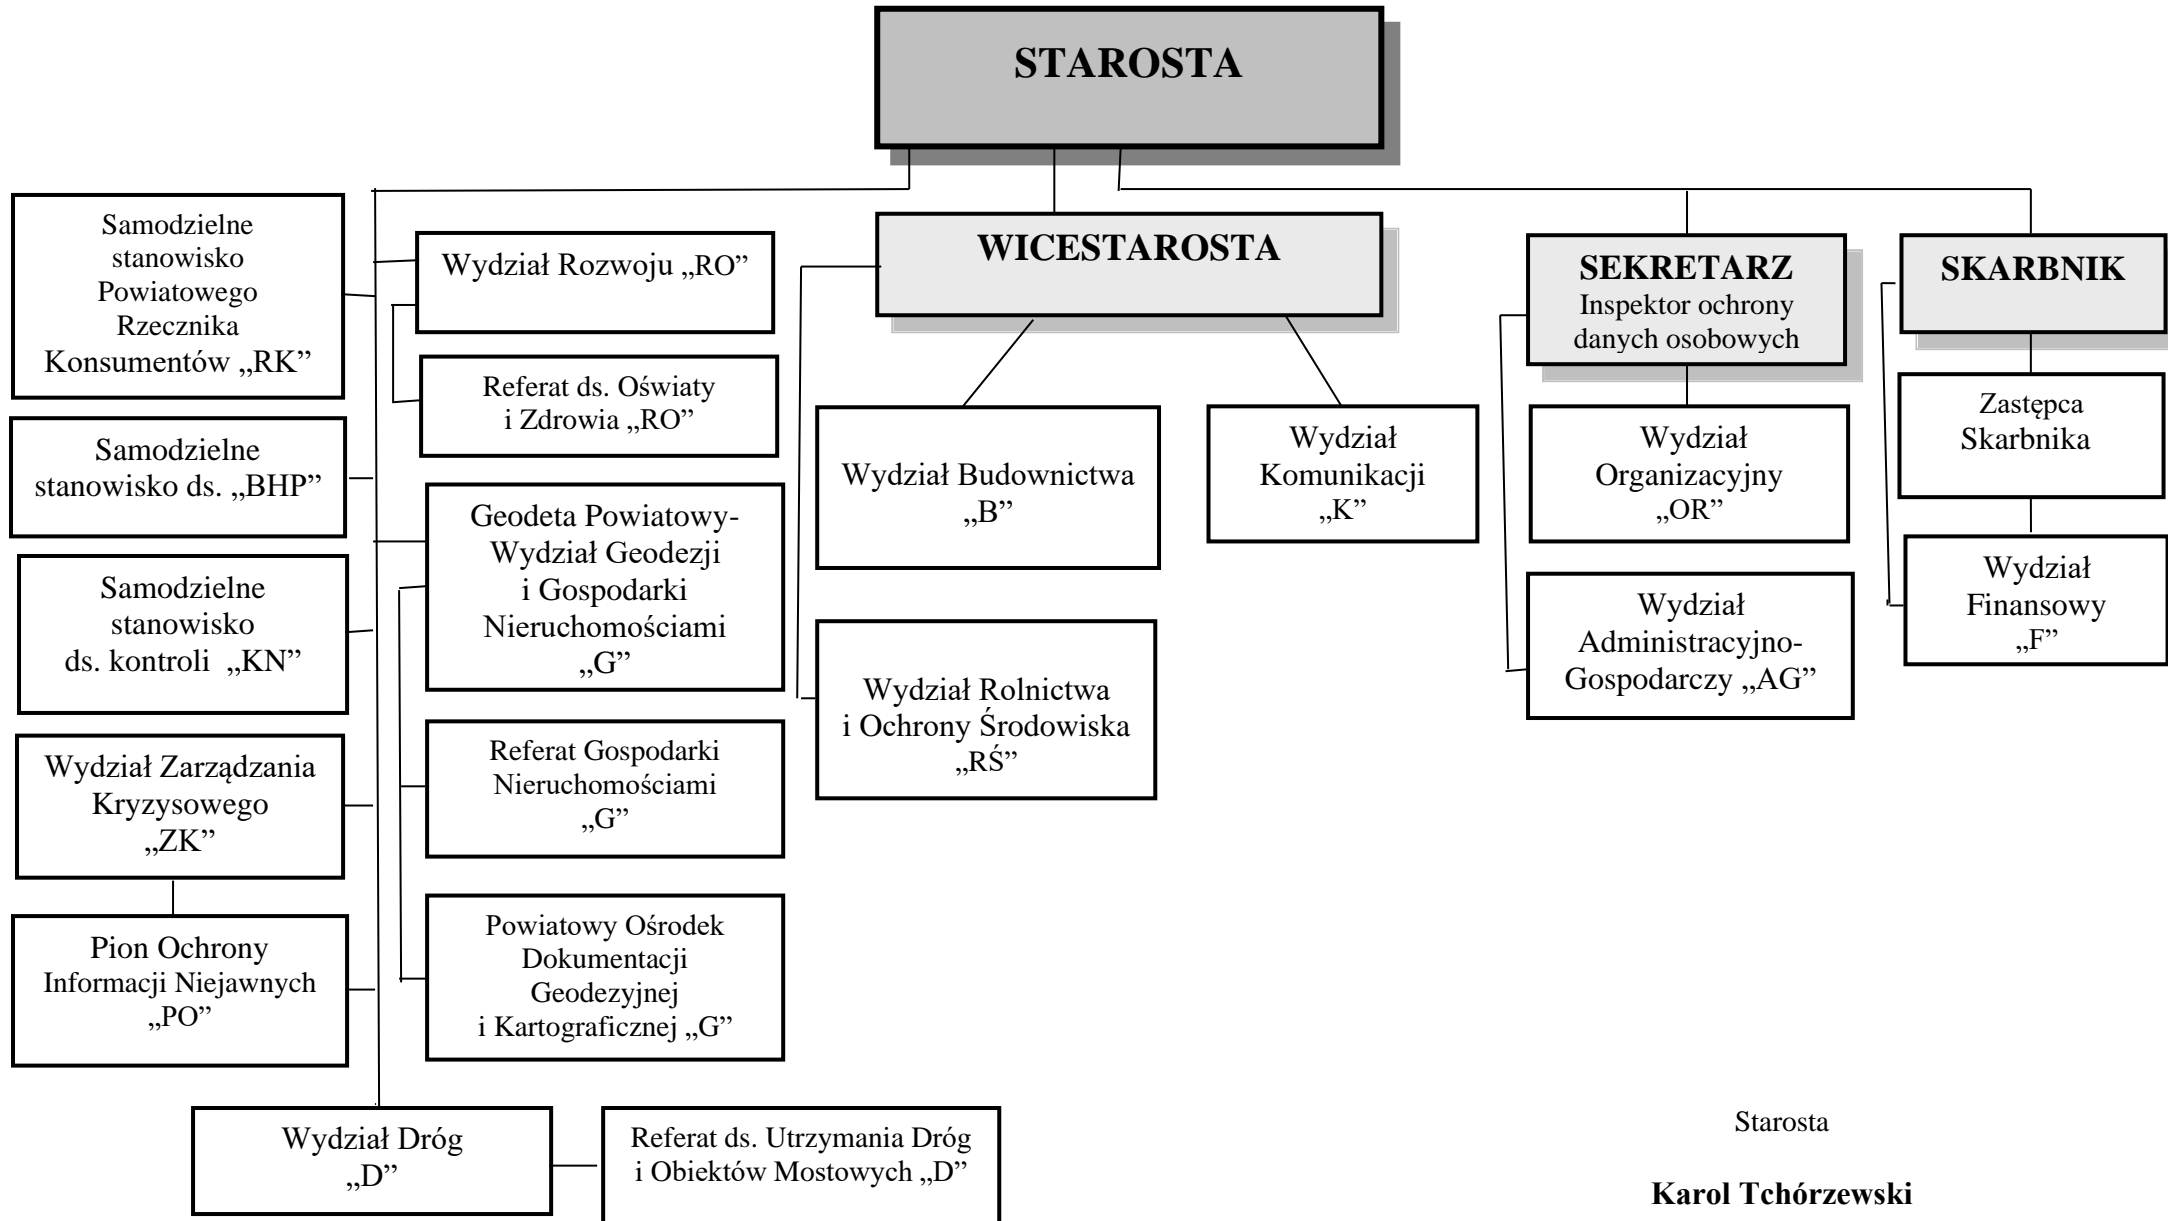 STAROSTA
Samodzielne
stanowisko
Powiatowego
Rzecznika
Konsumentów „RK”
Samodzielne
stanowisko ds. „BHP”
Samodzielne
stanowisko
ds. kontroli „KN”
Wydział Zarządzania
Kryzysowego
„ZK”
Pion Ochrony
Informacji Niejawnych
„PO”
Wydział Rozwoju „RO”
Referat ds. Oświaty
i Zdrowia „RO”
Geodeta Powiatowy-
Wydział Geodezji
i Gospodarki
Nieruchomościami
„G”
Referat Gospodarki
Nieruchomościami
„G”
Powiatowy Ośrodek
Dokumentacji
Geodezyjnej
i Kartograficznej „G”
Wydział Dróg
„D”
Referat ds. Utrzymania Dróg
i Obiektów Mostowych „D”
WICESTAROSTA
Wydział Budownictwa
„B”
Wydział
Komunikacji
„K”
Wydział Rolnictwa
i Ochrony Środowiska
„RŚ”
SEKRETARZ
Inspektor ochrony
danych osobowych
Wydział
Organizacyjny
„OR”
Wydział
Administracyjno-
Gospodarczy „AG”
SKARBNIK
Zastępca
Skarbnika
Wydział
Finansowy
„F”
Starosta
Karol Tchórzewski